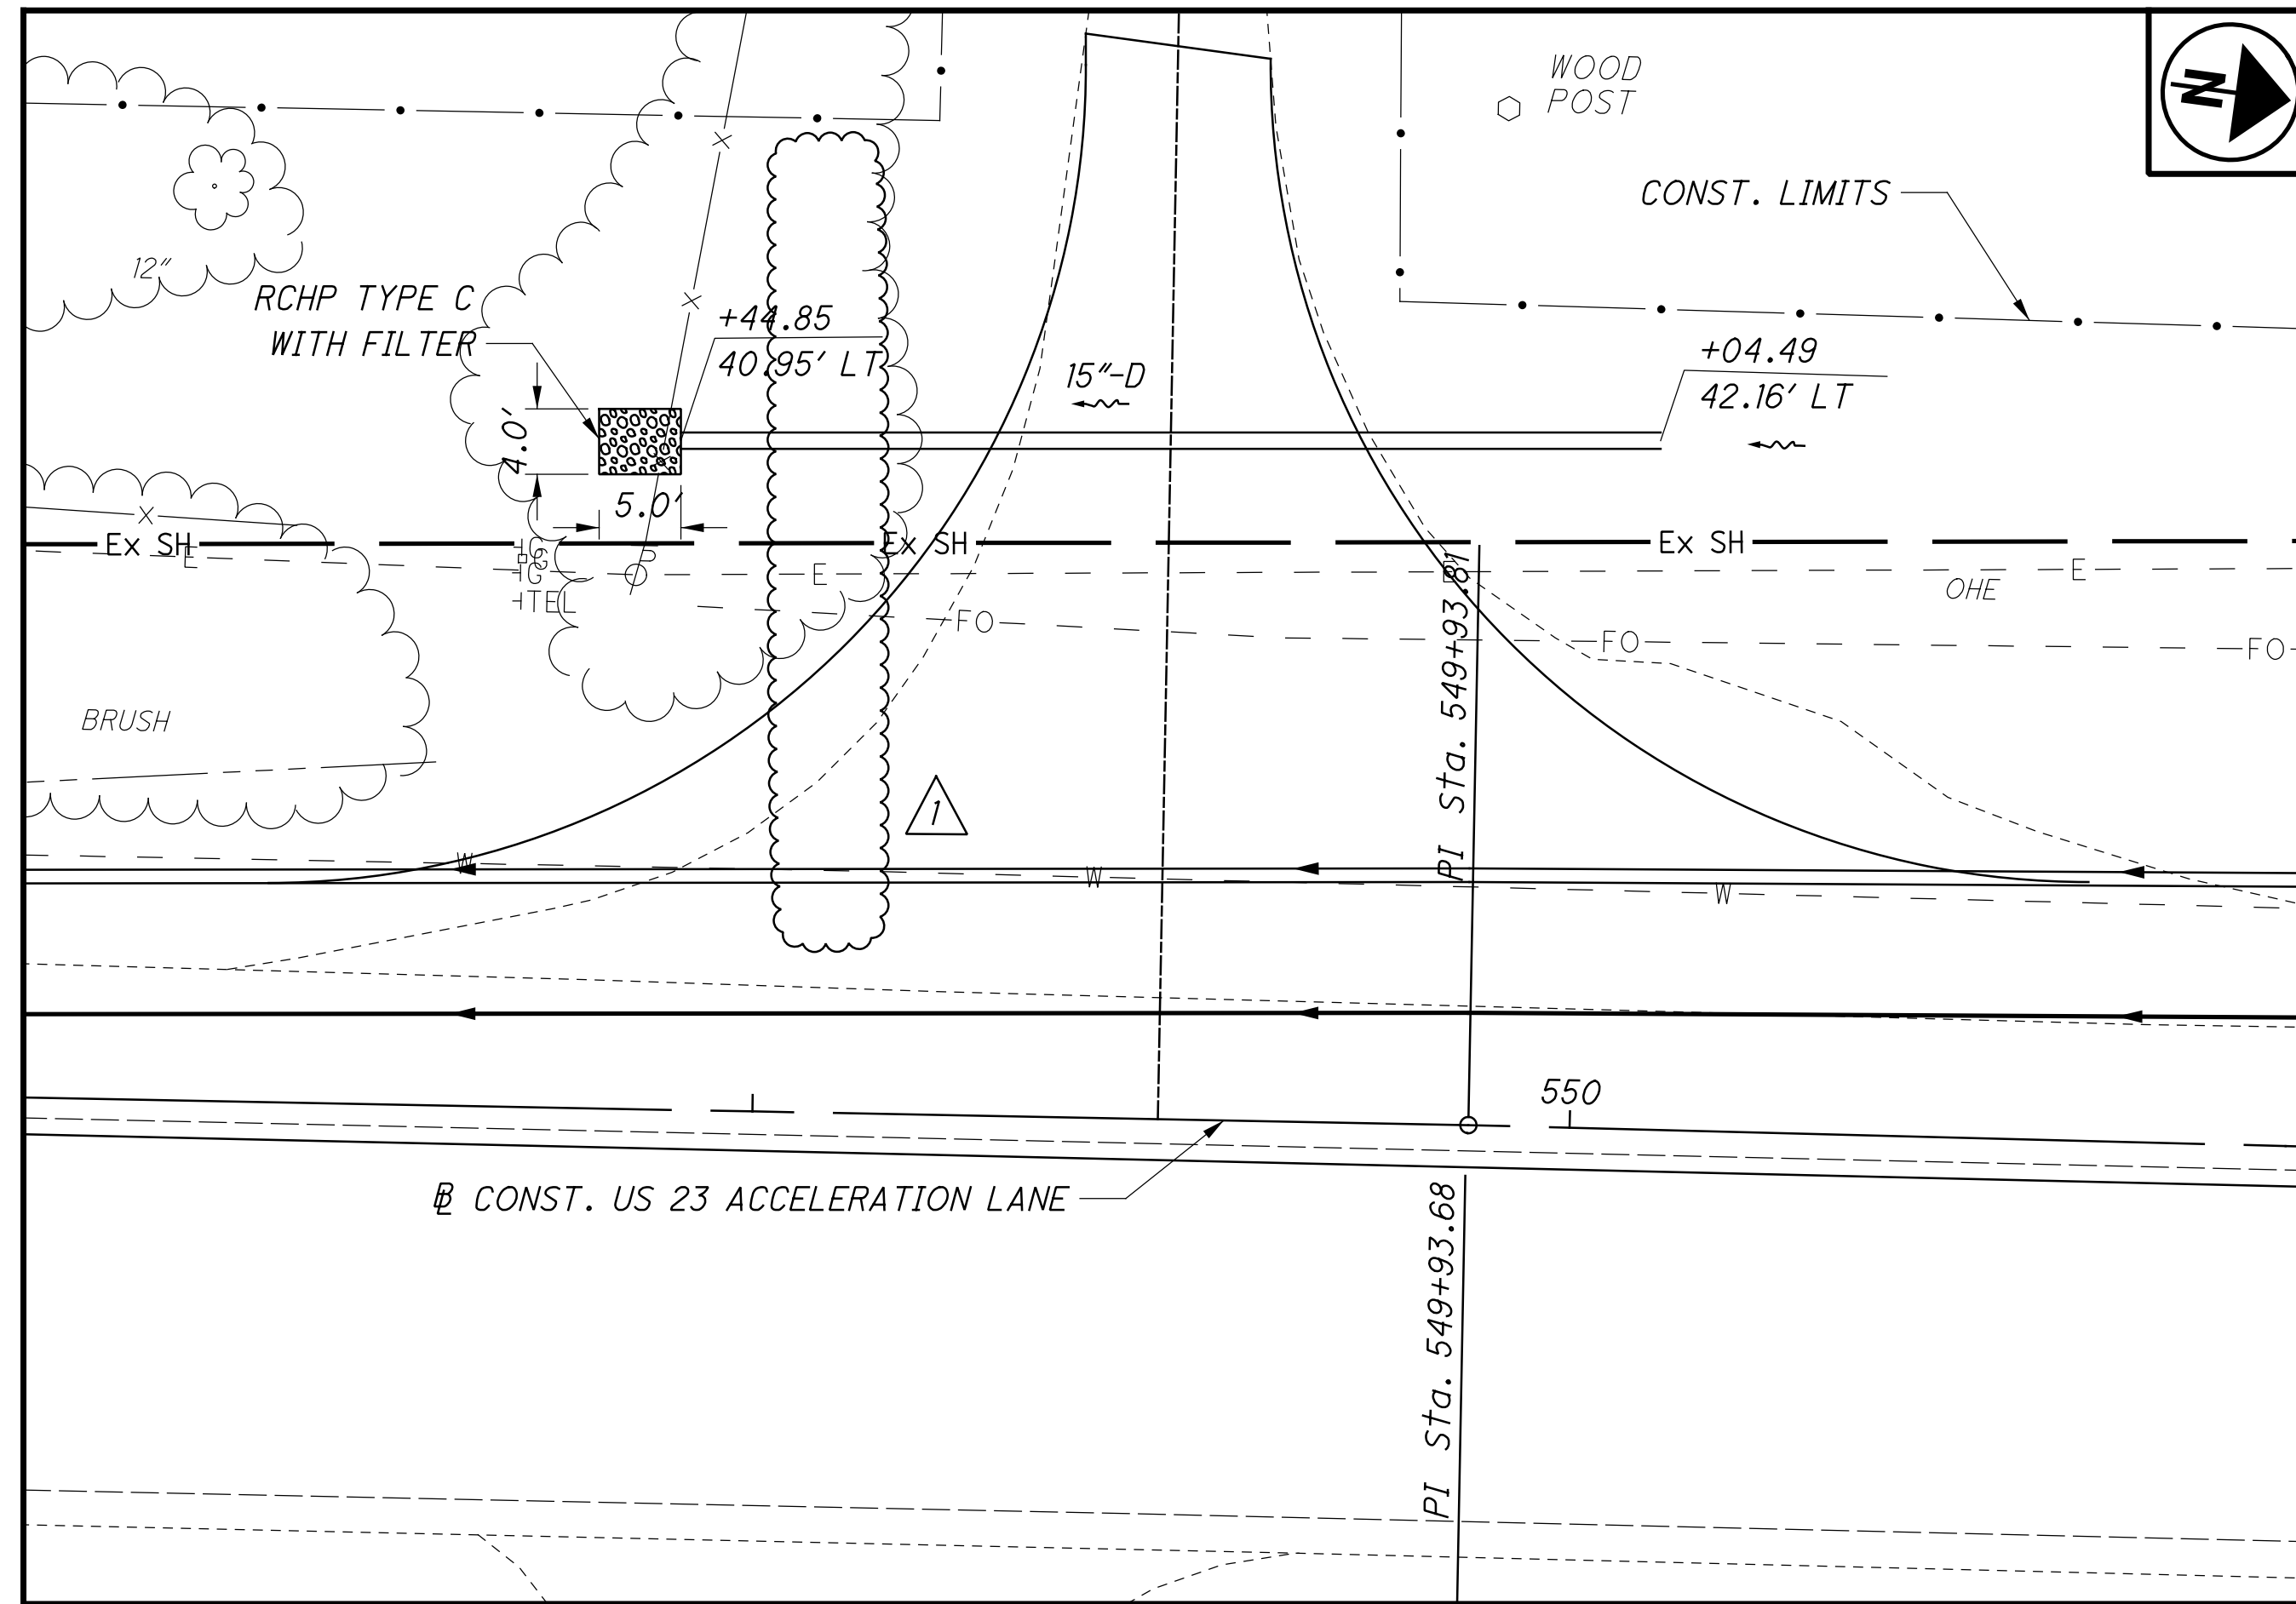 WOOD
POST
N
CONST. LIMITS
12"
RCHP TYPE C
WITH FILTER
+44.85
40.95' LT
15"-D
+04.49
42.16' LT
4.0'
5.0'
Ex SH
Ex SH
Ex SH
E
G
G
G
TEL
E
E
E
OHE
FO
FO
FO
PI Sta. 549+93.81
BRUSH
1
W
W
W
550
℄ CONST. US 23 ACCELERATION LANE
PI Sta. 549+93.68